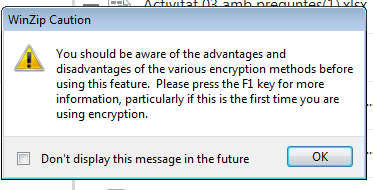 Activitat 03 amb preguntes(1).xlsx
WinZip Caution
You should be aware of the advantages and
disadvantages of the various encryption methods before
using this feature.  Please press the F1 key for more
information, particularly if this is the first time you are
using encryption.
Don't display this message in the future
OK